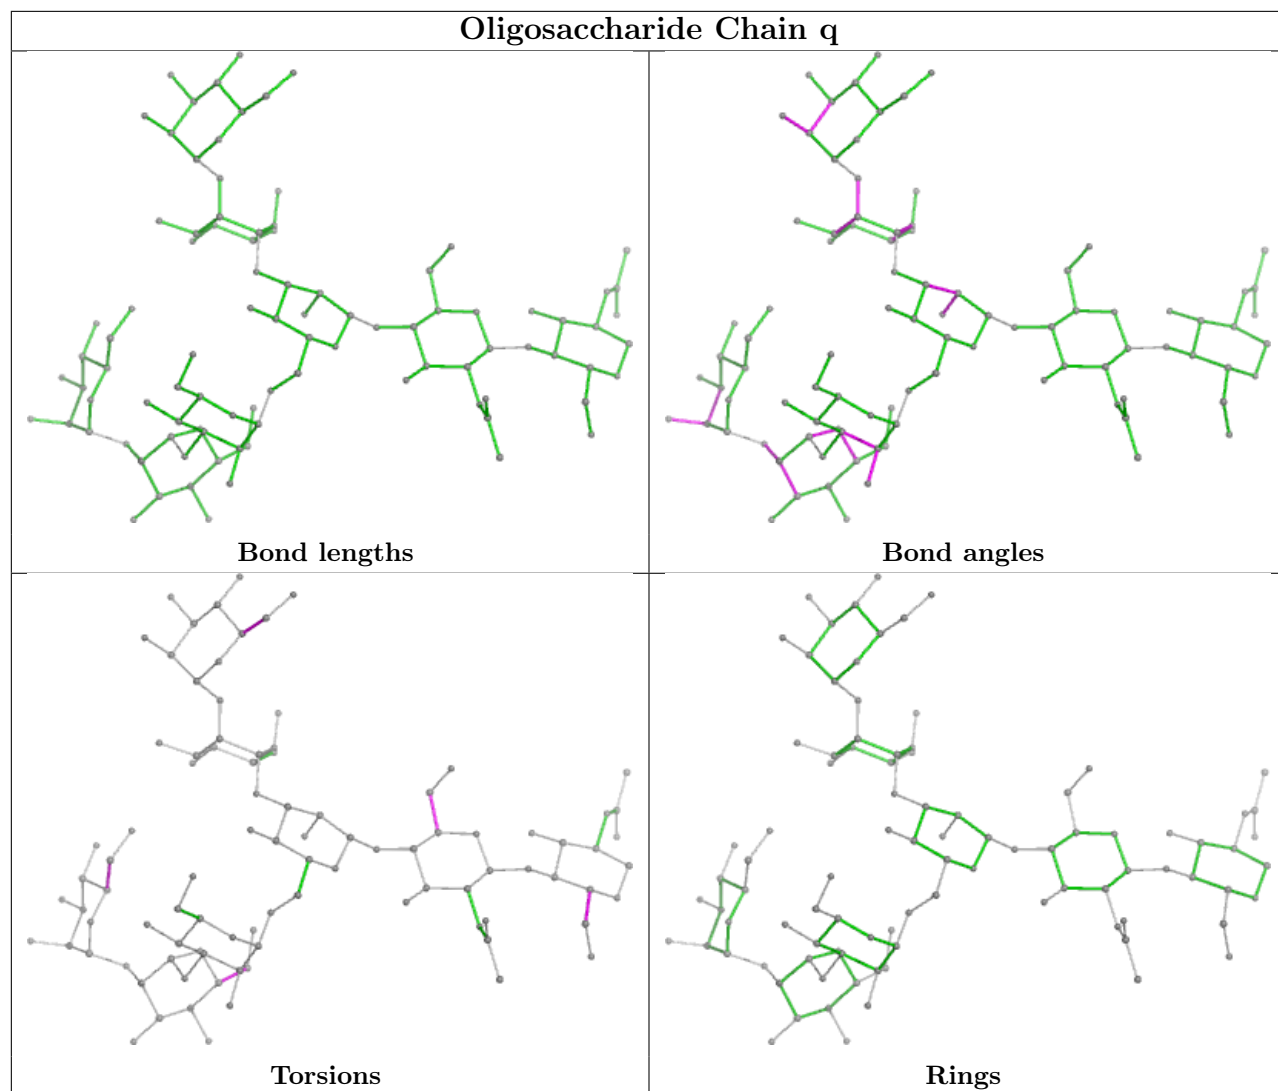 Oligosaccharide Chain q
Bond lengths
Bond angles
Torsions
Rings